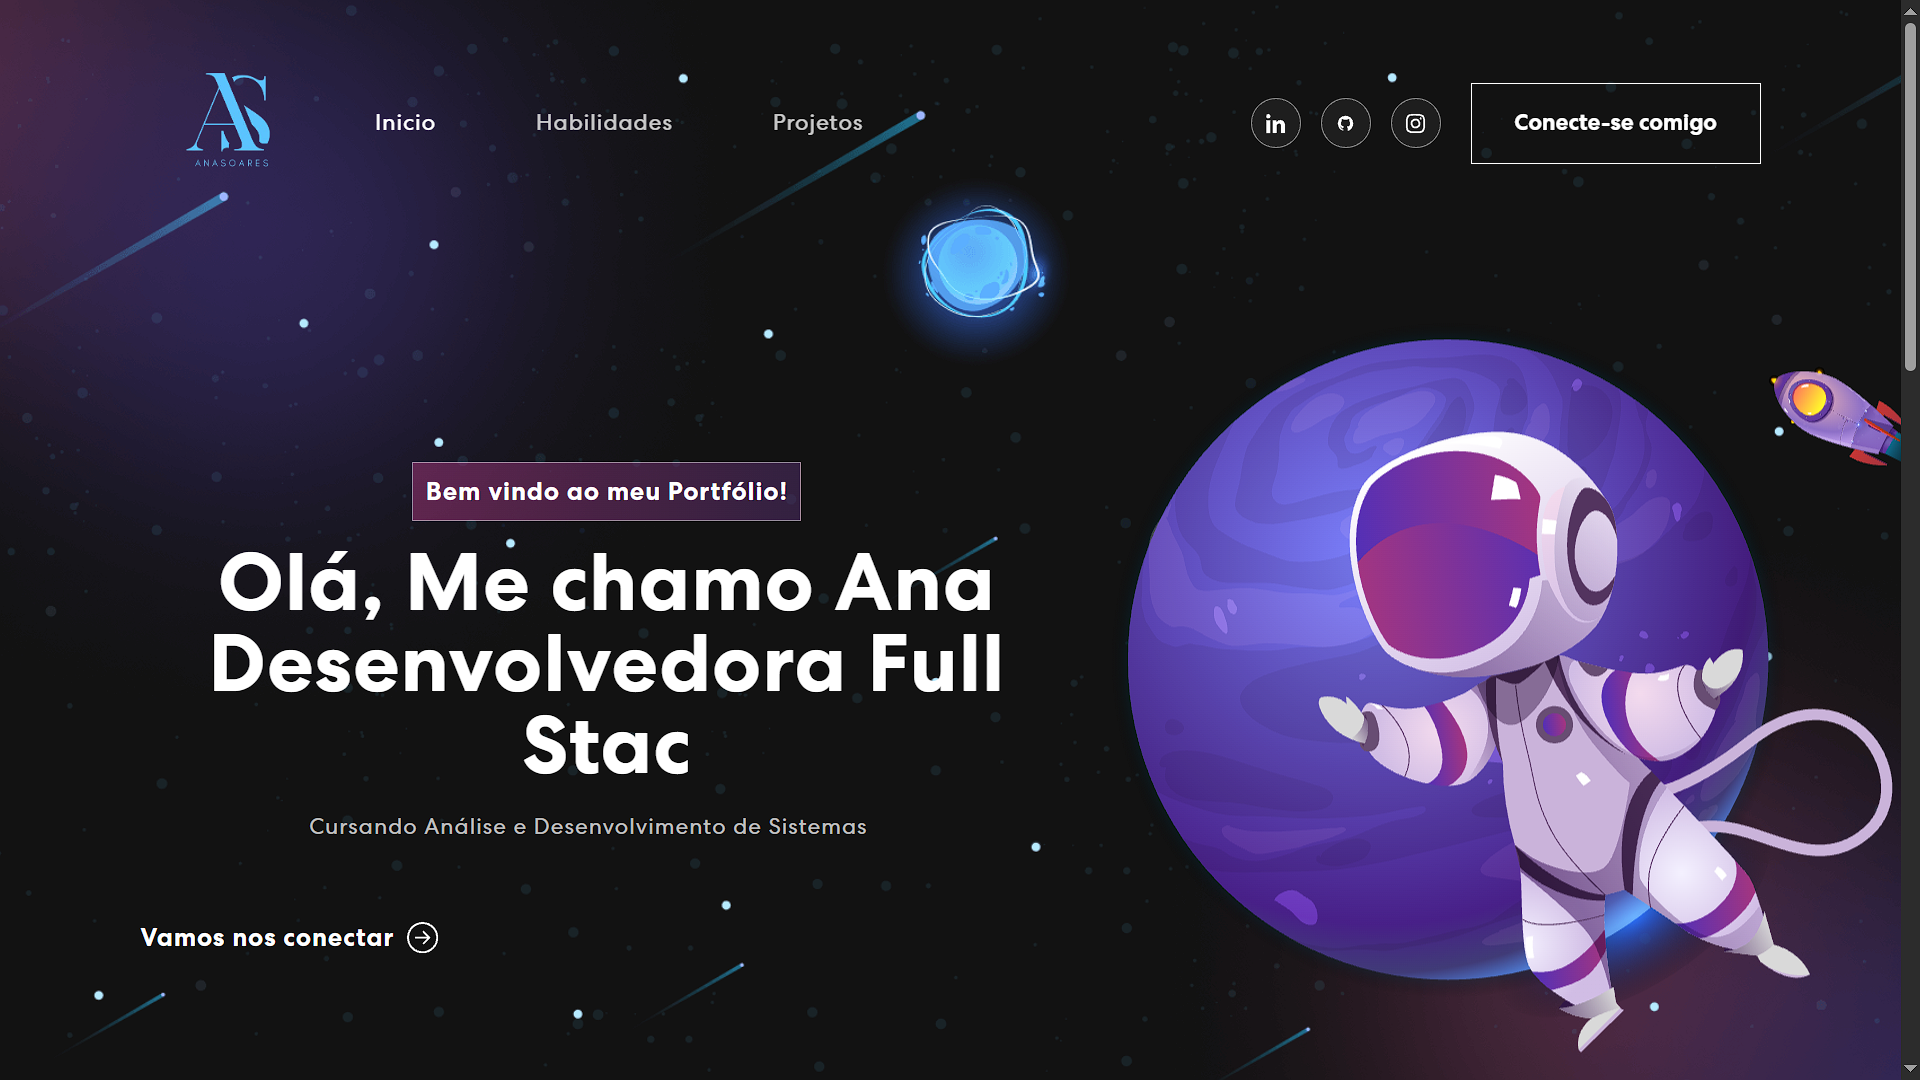 AS
ANASOARES
Inicio
Habilidades
Projetos
in
Conecte-se comigo
Bem vindo ao meu Portfólio!
Olá, Me chamo Ana
Desenvolvedora Full
Stac
Cursando Análise e Desenvolvimento de Sistemas
Vamos nos conectar